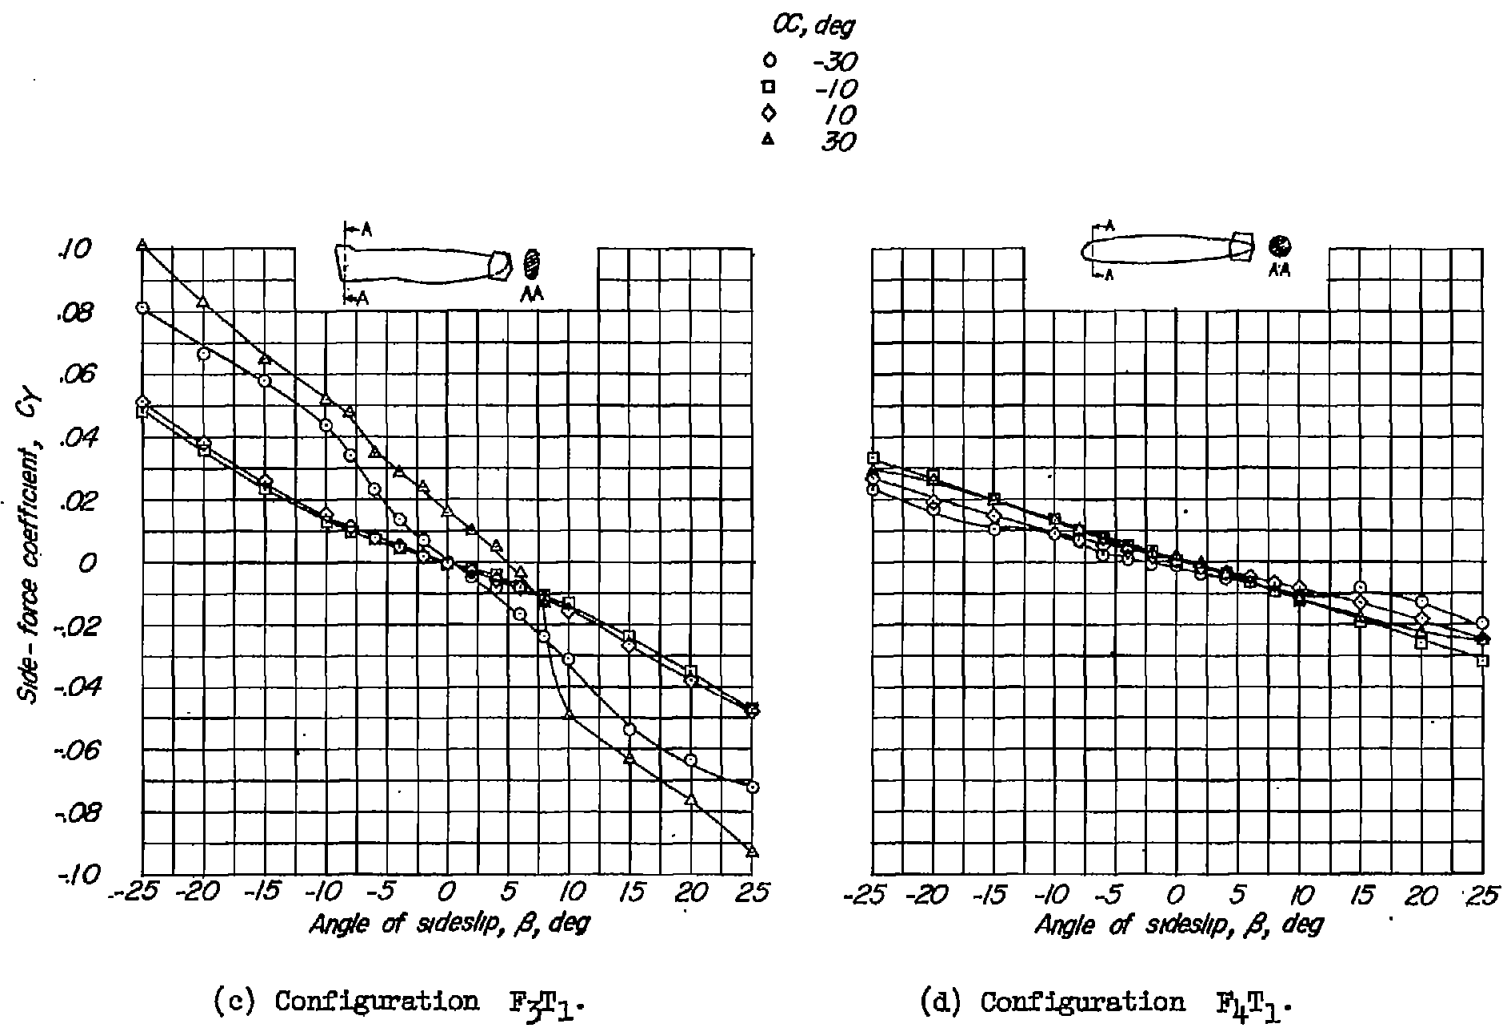 α, deg
-30
-10
10
30
A
A
AA
A
A
AA
.10
.08
.06
.04
.02
0
-.02
-.04
-.06
-.08
-.10
Side-force coefficient, CY
-25 -20 -15 -10 -5 0 5 10 15 20 25
-25 -20 -15 -10 -5 0 5 10 15 20 25
Angle of sideslip, β, deg
Angle of sideslip, β, deg
(c) Configuration F3T1.
(d) Configuration F4T1.